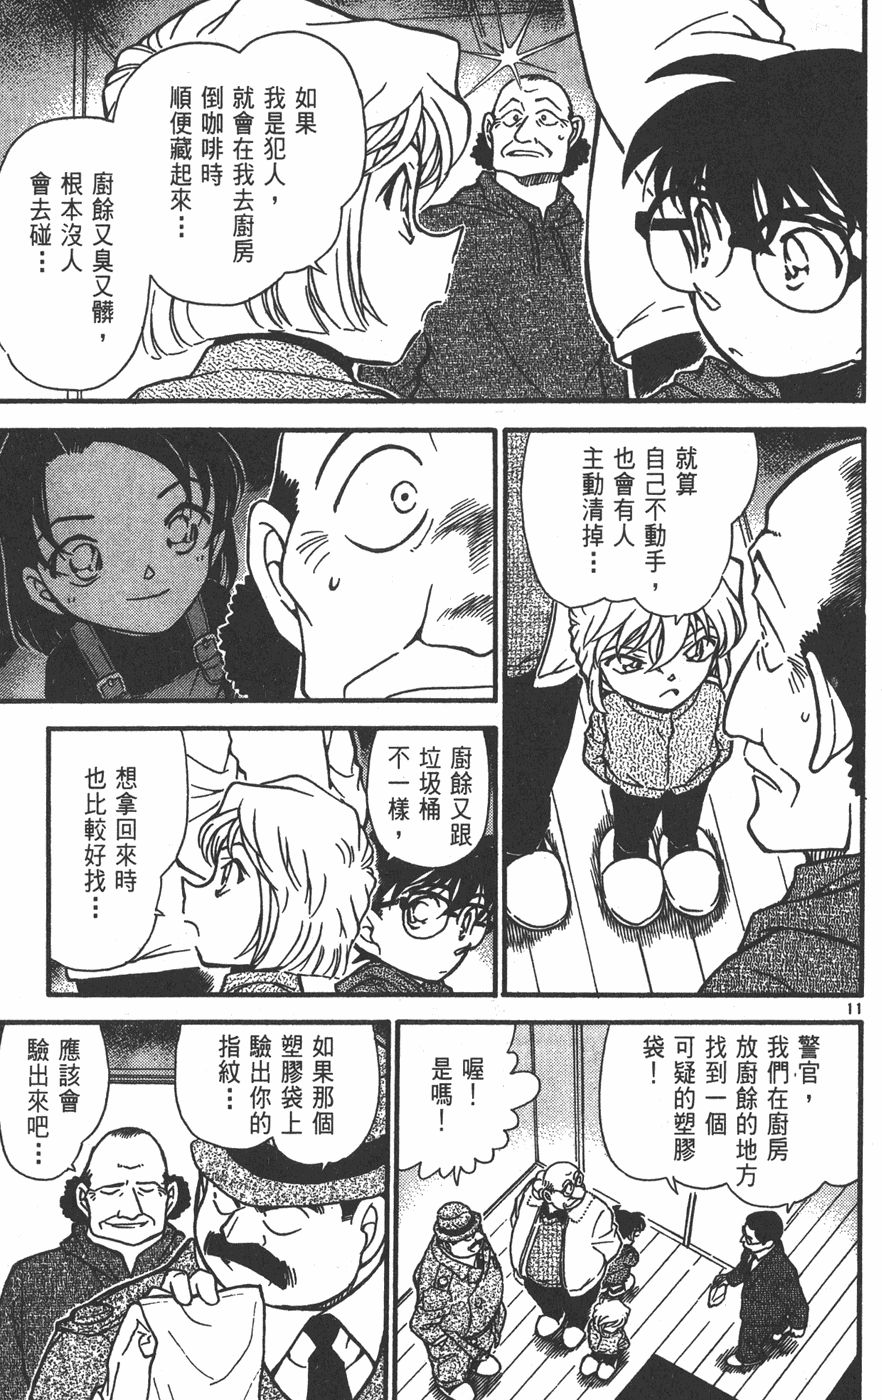 如果
我是犯人，
就會在我去廚房
倒咖啡時
順便藏起來…
廚餘又臭又髒，
根本沒人
會去碰…
就算
自己不動手，
也會有人
主動清掉…
廚餘又跟
垃圾桶
不一樣，
想拿回來時
也比較好找…
11
警官，
我們在廚房
放廚餘的地方
找到一個
可疑的塑膠
袋！
喔！
是嗎！
如果那個
塑膠袋上
驗出你的
指紋…
應該會
驗出來吧…